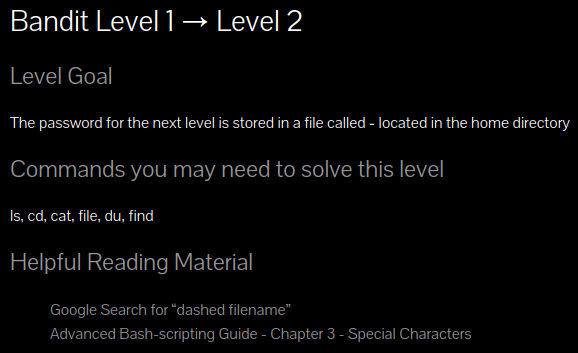 Bandit Level 1 → Level 2
Level Goal
The password for the next level is stored in a file called - located in the home directory
Commands you may need to solve this level
ls, cd, cat, file, du, find
Helpful Reading Material
Google Search for “dashed filename”
Advanced Bash-scripting Guide - Chapter 3 - Special Characters